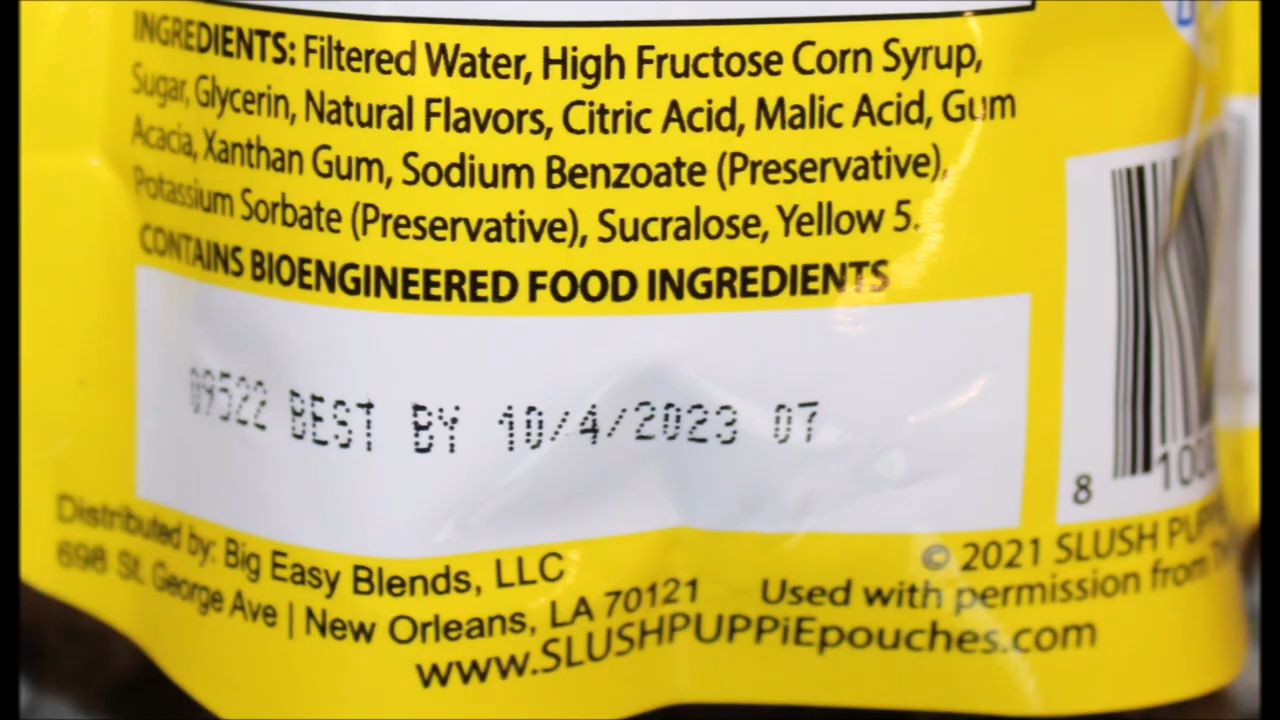 INGREDIENTS: Filtered Water, High Fructose Corn Syrup,
Sugar, Glycerin, Natural Flavors, Citric Acid, Malic Acid, Gum
Acacia, Xanthan Gum, Sodium Benzoate (Preservative),
Potassium Sorbate (Preservative), Sucralose, Yellow 5.
CONTAINS BIOENGINEERED FOOD INGREDIENTS
09522 BEST BY 10/4/2023 07
8 100
Distributed by: Big Easy Blends, LLC
698 St. George Ave | New Orleans, LA 70121
© 2021 SLUSH PUP
Used with permission from
www.SLUSHPUPPiEpouches.com